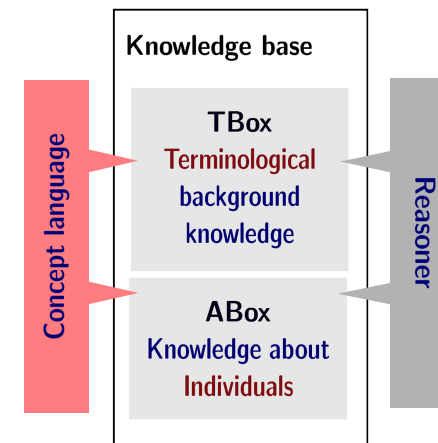 Knowledge base
Concept language
TBox
Terminological
background
knowledge
ABox
Knowledge about
Individuals
Reasoner